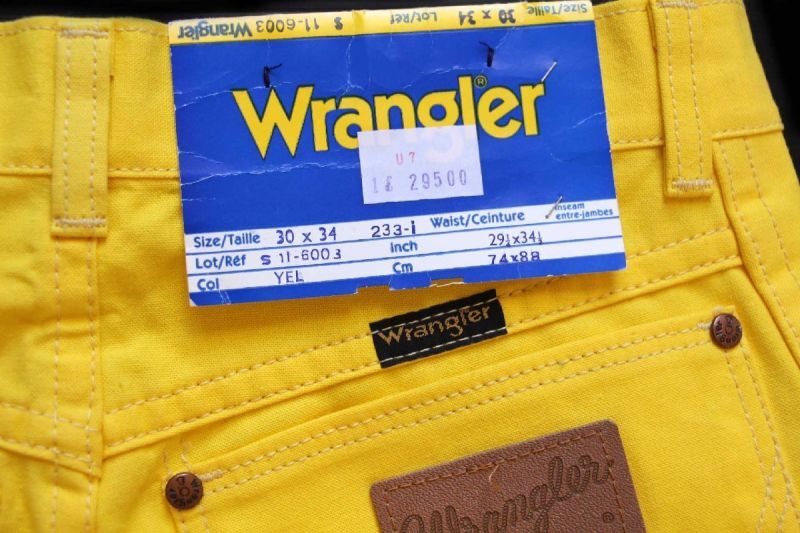 Size/Taille 30 x 34 Lot/Réf S 11-6003 Wrangler
Wrangler®
U7
1£ 29500
Size/Taille 30 x 34 233-i Waist/Ceinture inseam entre-jambes
Lot/Réf S 11-6003 Inch 29½x34½
Col YEL Cm 74x88
Wrangler
Wrangler
®